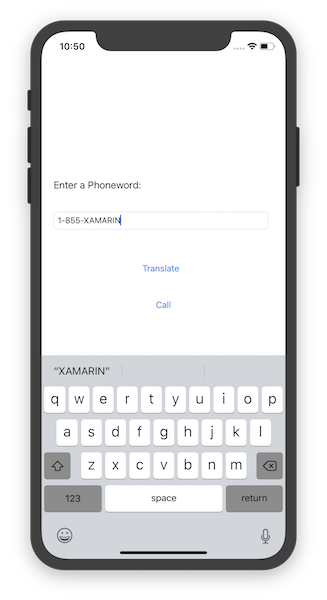 10:50
Enter a Phoneword:
1-855-XAMARIN
Translate
Call
“XAMARIN”
q w e r t y u i o p
a s d f g h j k l
z x c v b n m
123 space return